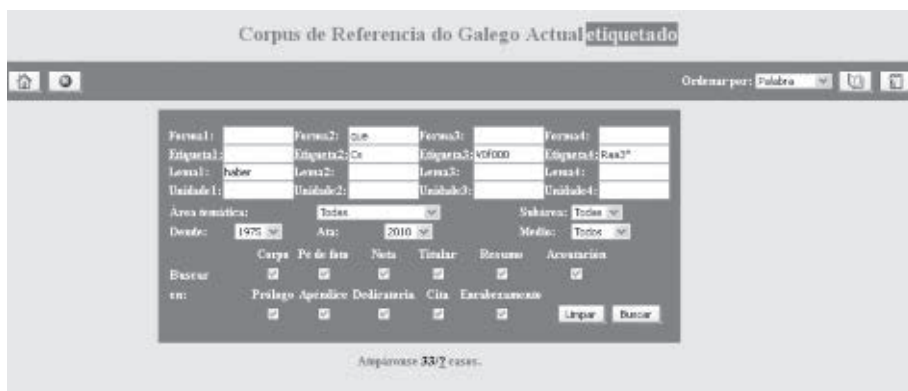 Corpus de Referencia do Galego Actual etiquetado
Ordenar por: Palabra
Forma1: Forma2: que Forma3: Forma4:
Etiqueta1: Etiqueta2: Cs Etiqueta3: V0f000 Etiqueta4: Raa3*
Lema1: haber Lema2: Lema3: Lema4:
Unidade1: Unidade2: Unidade3: Unidade4:
Área temática: Todas Subárea: Todas
Desde: 1975 Ata: 2010 Medio: Todos
Corpo Pé de foto Nota Titular Resumo Acoutación
Buscar
en:
Prólogo Apéndice Dedicatoria Cita Encabezamento
Limpar Buscar
Ampáronse 33/? casos.